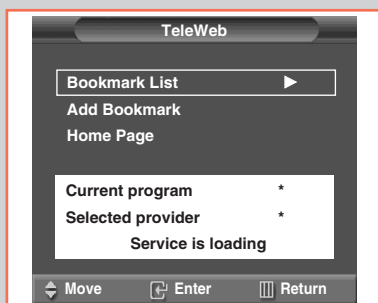 TeleWeb
Bookmark List ►
Add Bookmark
Home Page
Current program *
Selected provider *
Service is loading
Move Enter Return